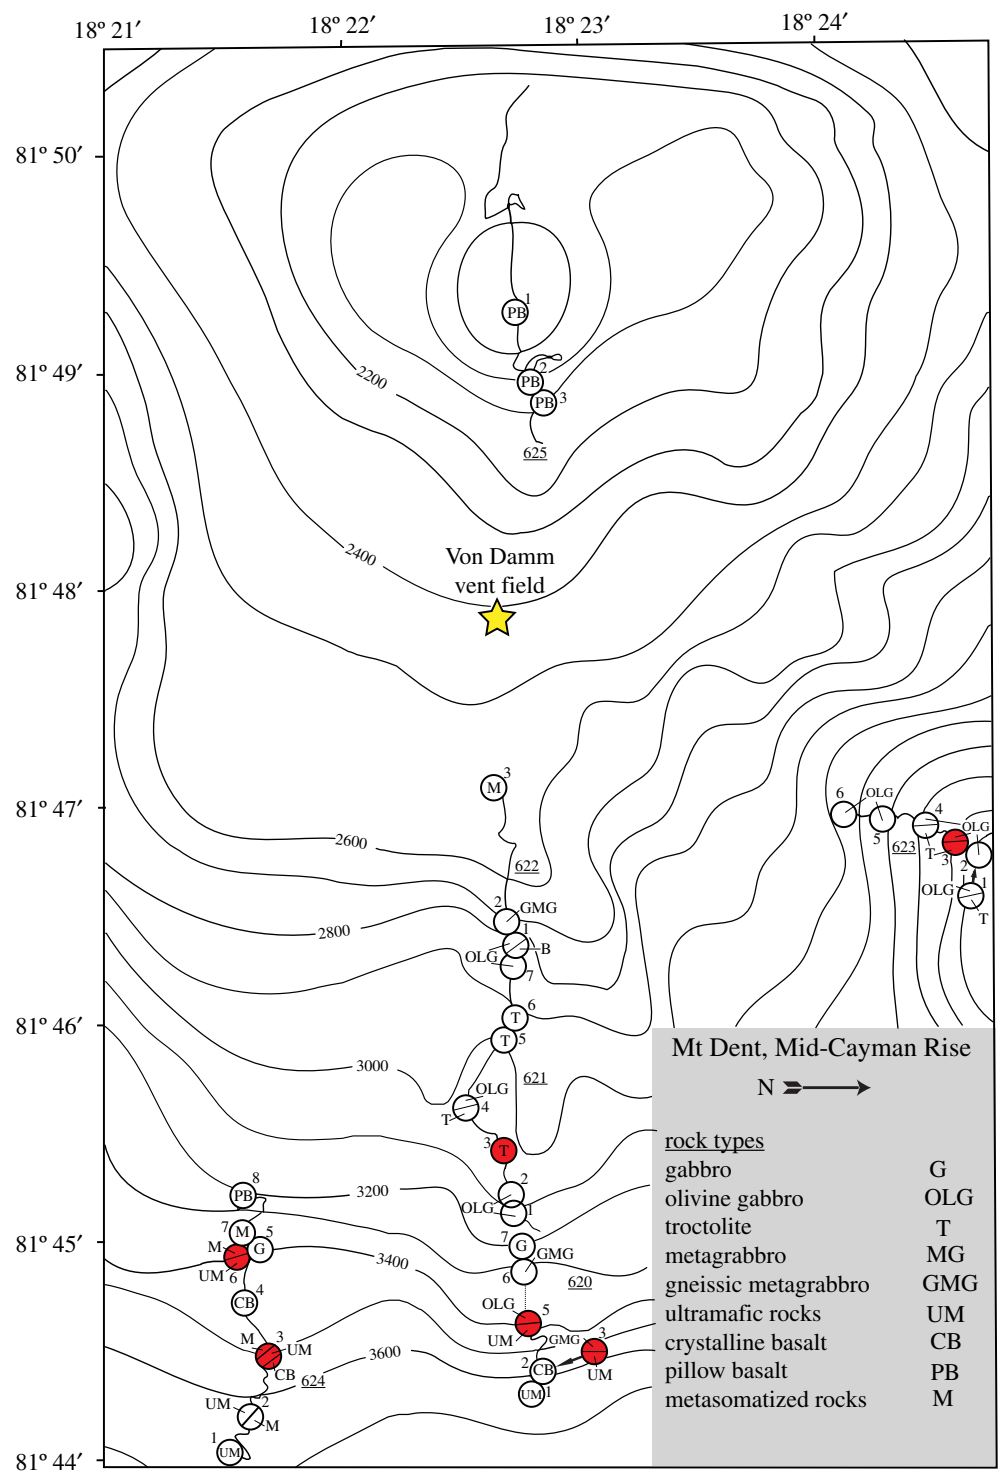 18º 21′ 18º 22′ 18º 23′ 18º 24′
81º 50′
1
PB
81º 49′
2200
2
PB
PB 3
625
2400
Von Damm
vent field
81º 48′
3
M
81º 47′
6 OLG
5
4
OLG
623 T 3
2
OLG 1
T
2600
622
2 GMG
1
B
OLG
7
2800
6
T
81º 46′
T 5
3000
621
OLG
4
T
3 T
2
OLG 1
8
PB
3200
7 M 5
G
M
UM 6
81º 45′
7 G
GMG
6
3400
620
4
CB
OLG 5
UM
M 3
UM
CB
GMG 3
UM
3600
2 CB
UM 1
624
UM 2
M
1
UM
81º 44′
Mt Dent, Mid-Cayman Rise
N
rock types
gabbro G
olivine gabbro OLG
troctolite T
metagrabbro MG
gneissic metagrabbro GMG
ultramafic rocks UM
crystalline basalt CB
pillow basalt PB
metasomatized rocks M